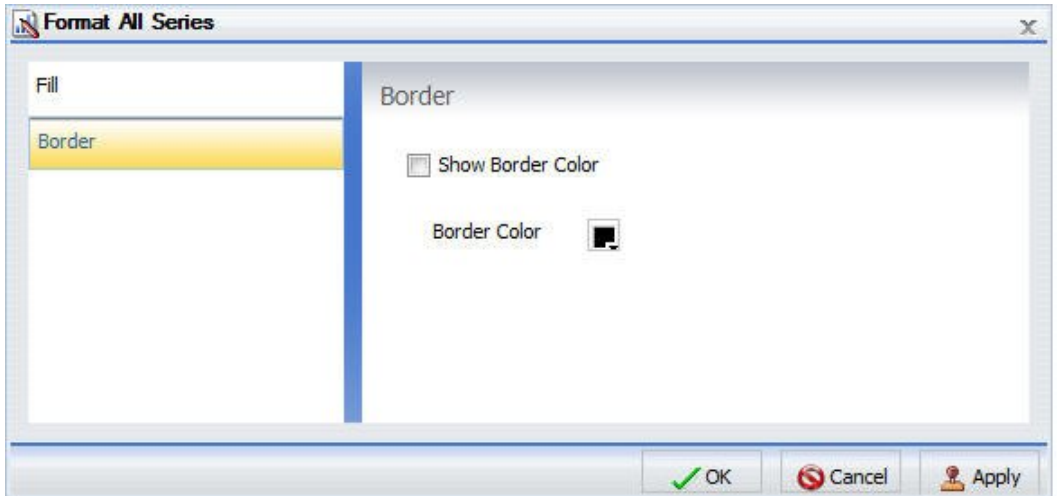 Format All Series
Fill
Border
Border
Show Border Color
Border Color
OK Cancel Apply